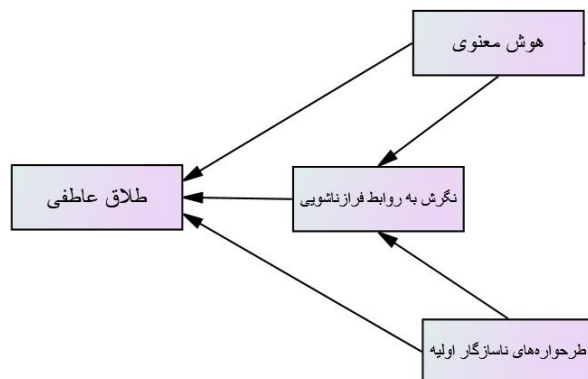 هوش معنوی
نگرش به روابط فرازناشویی
طلاق عاطفی
طرحواره‌های ناسازگار اولیه